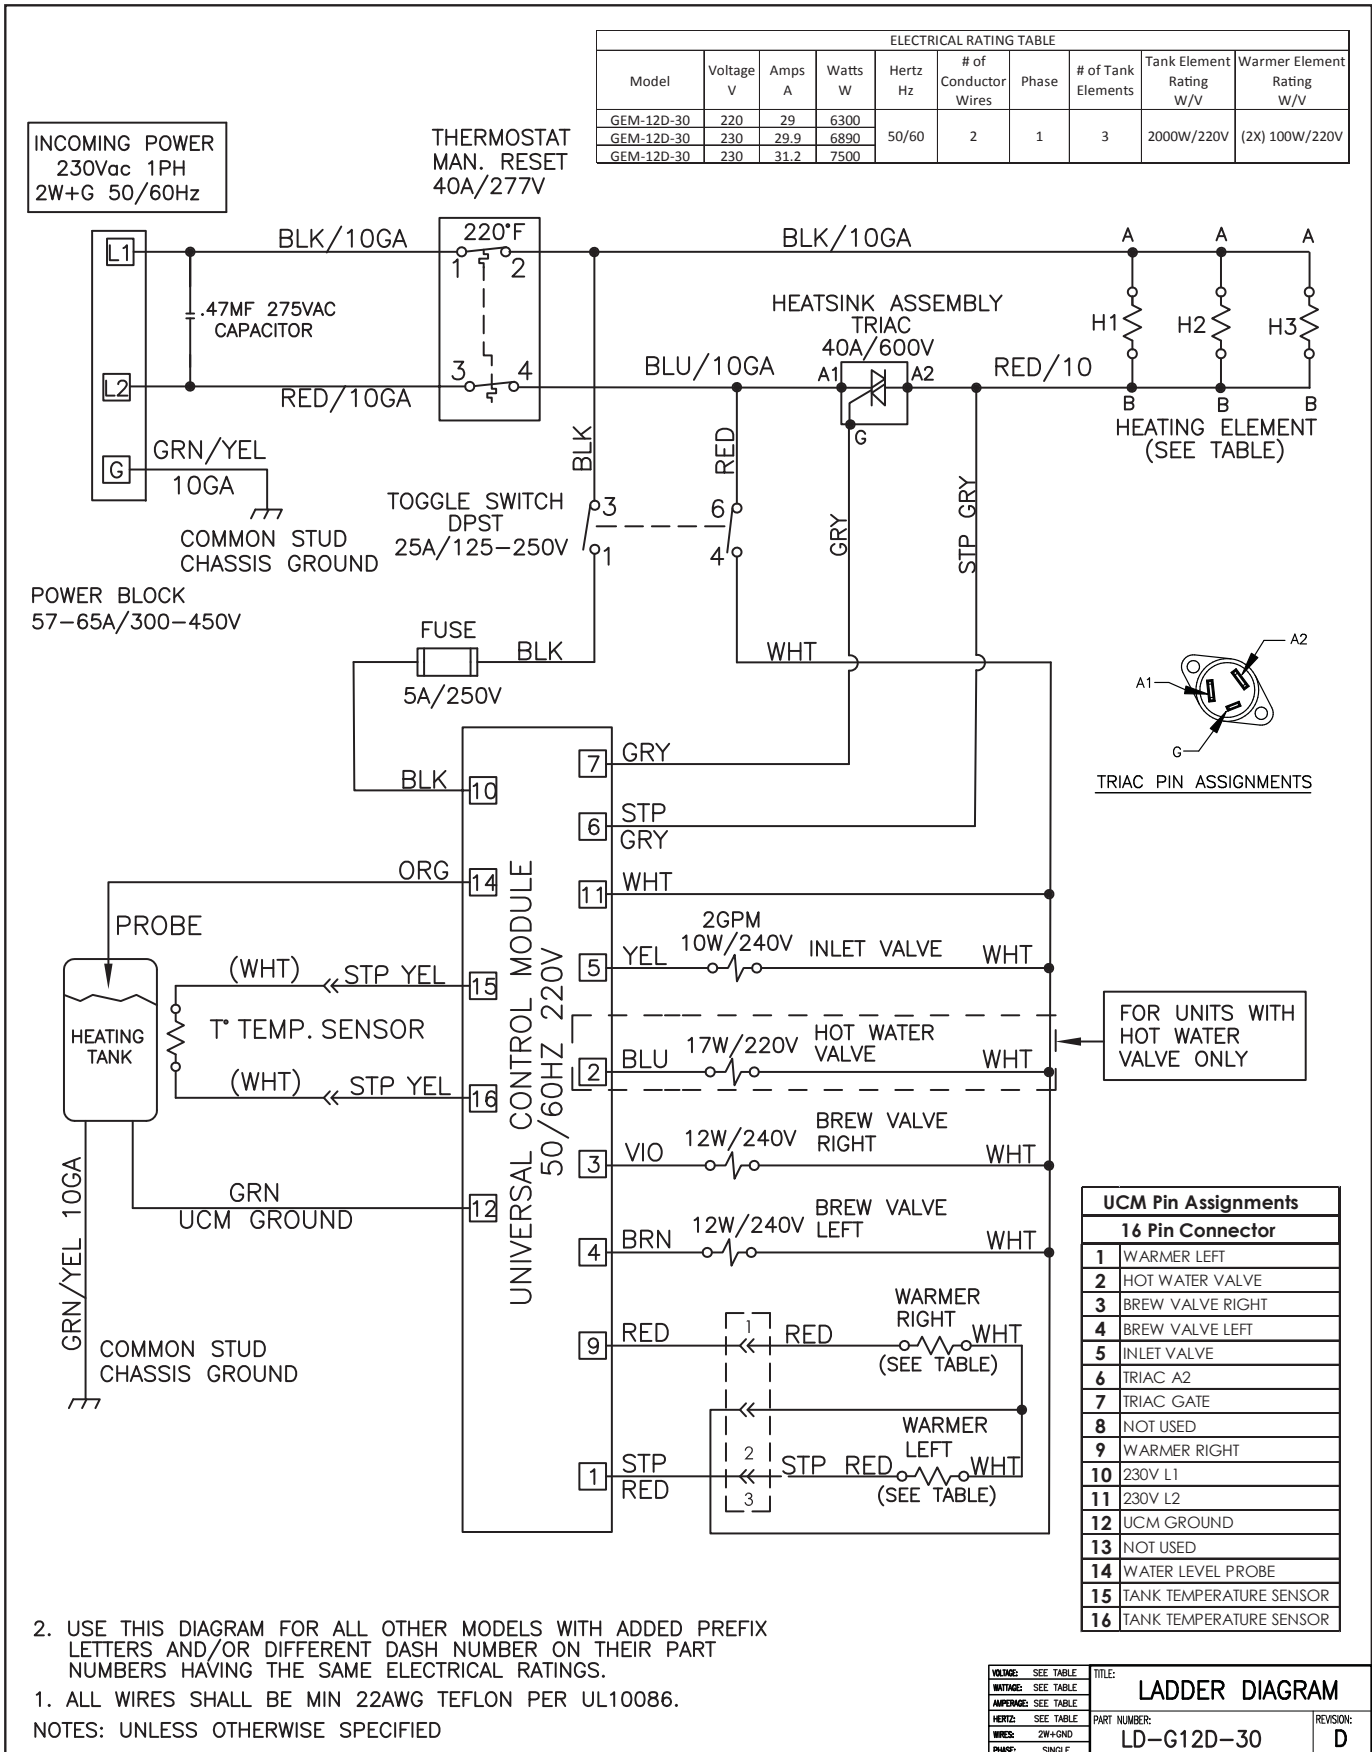 ELECTRICAL RATING TABLE
Model Voltage V Amps A Watts W Hertz Hz # of Conductor Wires Phase # of Tank Elements Tank Element Rating W/V Warmer Element Rating W/V
GEM-12D-30 220 29 6300
GEM-12D-30 230 29.9 6890 50/60 2 1 3 2000W/220V (2X) 100W/220V
GEM-12D-30 230 31.2 7500
INCOMING POWER
230Vac 1PH
2W+G 50/60Hz
THERMOSTAT
MAN. RESET
40A/277V
L1
BLK/10GA
220°F
1 2
BLK/10GA
A A A
.47MF 275VAC
CAPACITOR
HEATSINK ASSEMBLY
TRIAC
40A/600V
H1 H2 H3
L2
RED/10GA
3 4
BLU/10GA
A1 A2
G
RED/10
B B B
HEATING ELEMENT
(SEE TABLE)
G
GRN/YEL
10GA
COMMON STUD
CHASSIS GROUND
BLK
RED
GRY
STP GRY
TOGGLE SWITCH
DPST
25A/125-250V
3
1
6
4
POWER BLOCK
57-65A/300-450V
FUSE
5A/250V
BLK
WHT
A2
A1
G
TRIAC PIN ASSIGNMENTS
BLK 10
7 GRY
6 STP
GRY
ORG 14
11 WHT
PROBE
HEATING
TANK
(WHT) STP YEL 15
T° TEMP. SENSOR
(WHT) STP YEL 16
UNIVERSAL CONTROL MODULE
50/60HZ 220V
5 YEL
2GPM
10W/240V INLET VALVE WHT
2 BLU 17W/220V
HOT WATER
VALVE
WHT
FOR UNITS WITH
HOT WATER
VALVE ONLY
3 VIO 12W/240V
BREW VALVE
RIGHT
WHT
GRN
UCM GROUND
12
4 BRN 12W/240V
BREW VALVE
LEFT
WHT
GRN/YEL 10GA
COMMON STUD
CHASSIS GROUND
9 RED
1
RED
WARMER
RIGHT
WHT
(SEE TABLE)
WARMER
LEFT
1 STP
RED
2
3
STP RED
WHT
(SEE TABLE)
UCM Pin Assignments
16 Pin Connector
1 WARMER LEFT
2 HOT WATER VALVE
3 BREW VALVE RIGHT
4 BREW VALVE LEFT
5 INLET VALVE
6 TRIAC A2
7 TRIAC GATE
8 NOT USED
9 WARMER RIGHT
10 230V L1
11 230V L2
12 UCM GROUND
13 NOT USED
14 WATER LEVEL PROBE
15 TANK TEMPERATURE SENSOR
16 TANK TEMPERATURE SENSOR
2. USE THIS DIAGRAM FOR ALL OTHER MODELS WITH ADDED PREFIX
LETTERS AND/OR DIFFERENT DASH NUMBER ON THEIR PART
NUMBERS HAVING THE SAME ELECTRICAL RATINGS.
1. ALL WIRES SHALL BE MIN 22AWG TEFLON PER UL10086.
NOTES: UNLESS OTHERWISE SPECIFIED
VOLTAGE: SEE TABLE
WATTAGE: SEE TABLE
AMPERAGE: SEE TABLE
HERTZ: SEE TABLE
WIRES: 2W+GND
PHASE: SINGLE
TITLE:
LADDER DIAGRAM
PART NUMBER:
LD-G12D-30
REVISION:
D